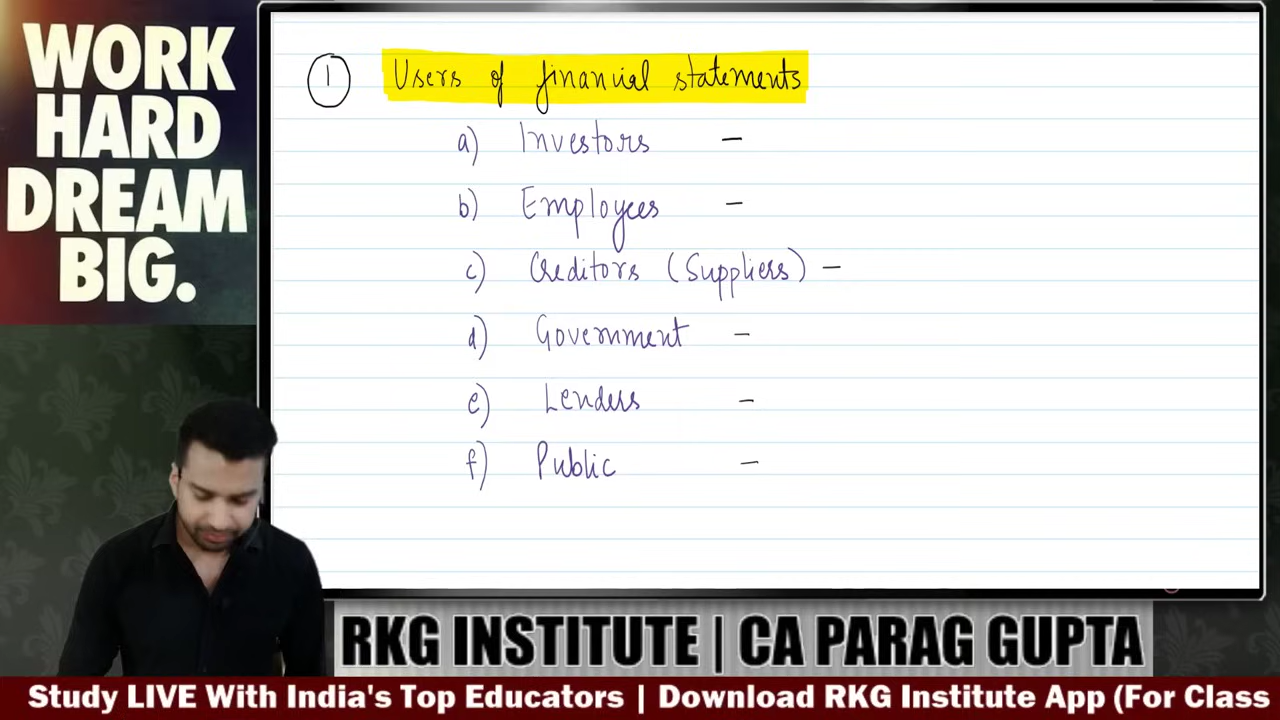 WORK
HARD
DREAM
BIG.
1 Users of financial statements
a) Investors –
b) Employees –
c) Creditors (Suppliers) –
d) Government –
e) Lenders –
f) Public –
RKG INSTITUTE | CA PARAG GUPTA
Study LIVE With India's Top Educators | Download RKG Institute App (For Class